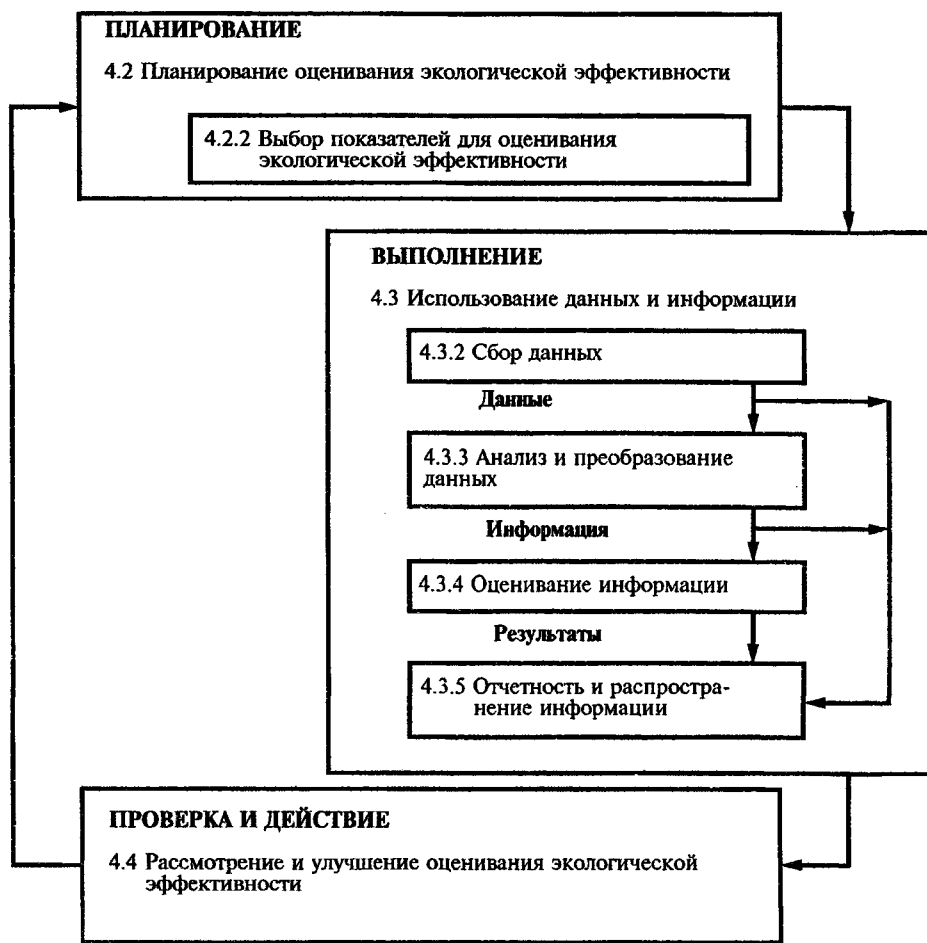 ПЛАНИРОВАНИЕ
4.2 Планирование оценивания экологической эффективности
4.2.2 Выбор показателей для оценивания
экологической эффективности
ВЫПОЛНЕНИЕ
4.3 Использование данных и информации
4.3.2 Сбор данных
Данные
4.3.3 Анализ и преобразование
данных
Информация
4.3.4 Оценивание информации
Результаты
4.3.5 Отчетность и распростра-
нение информации
ПРОВЕРКА И ДЕЙСТВИЕ
4.4 Рассмотрение и улучшение оценивания экологической
эффективности